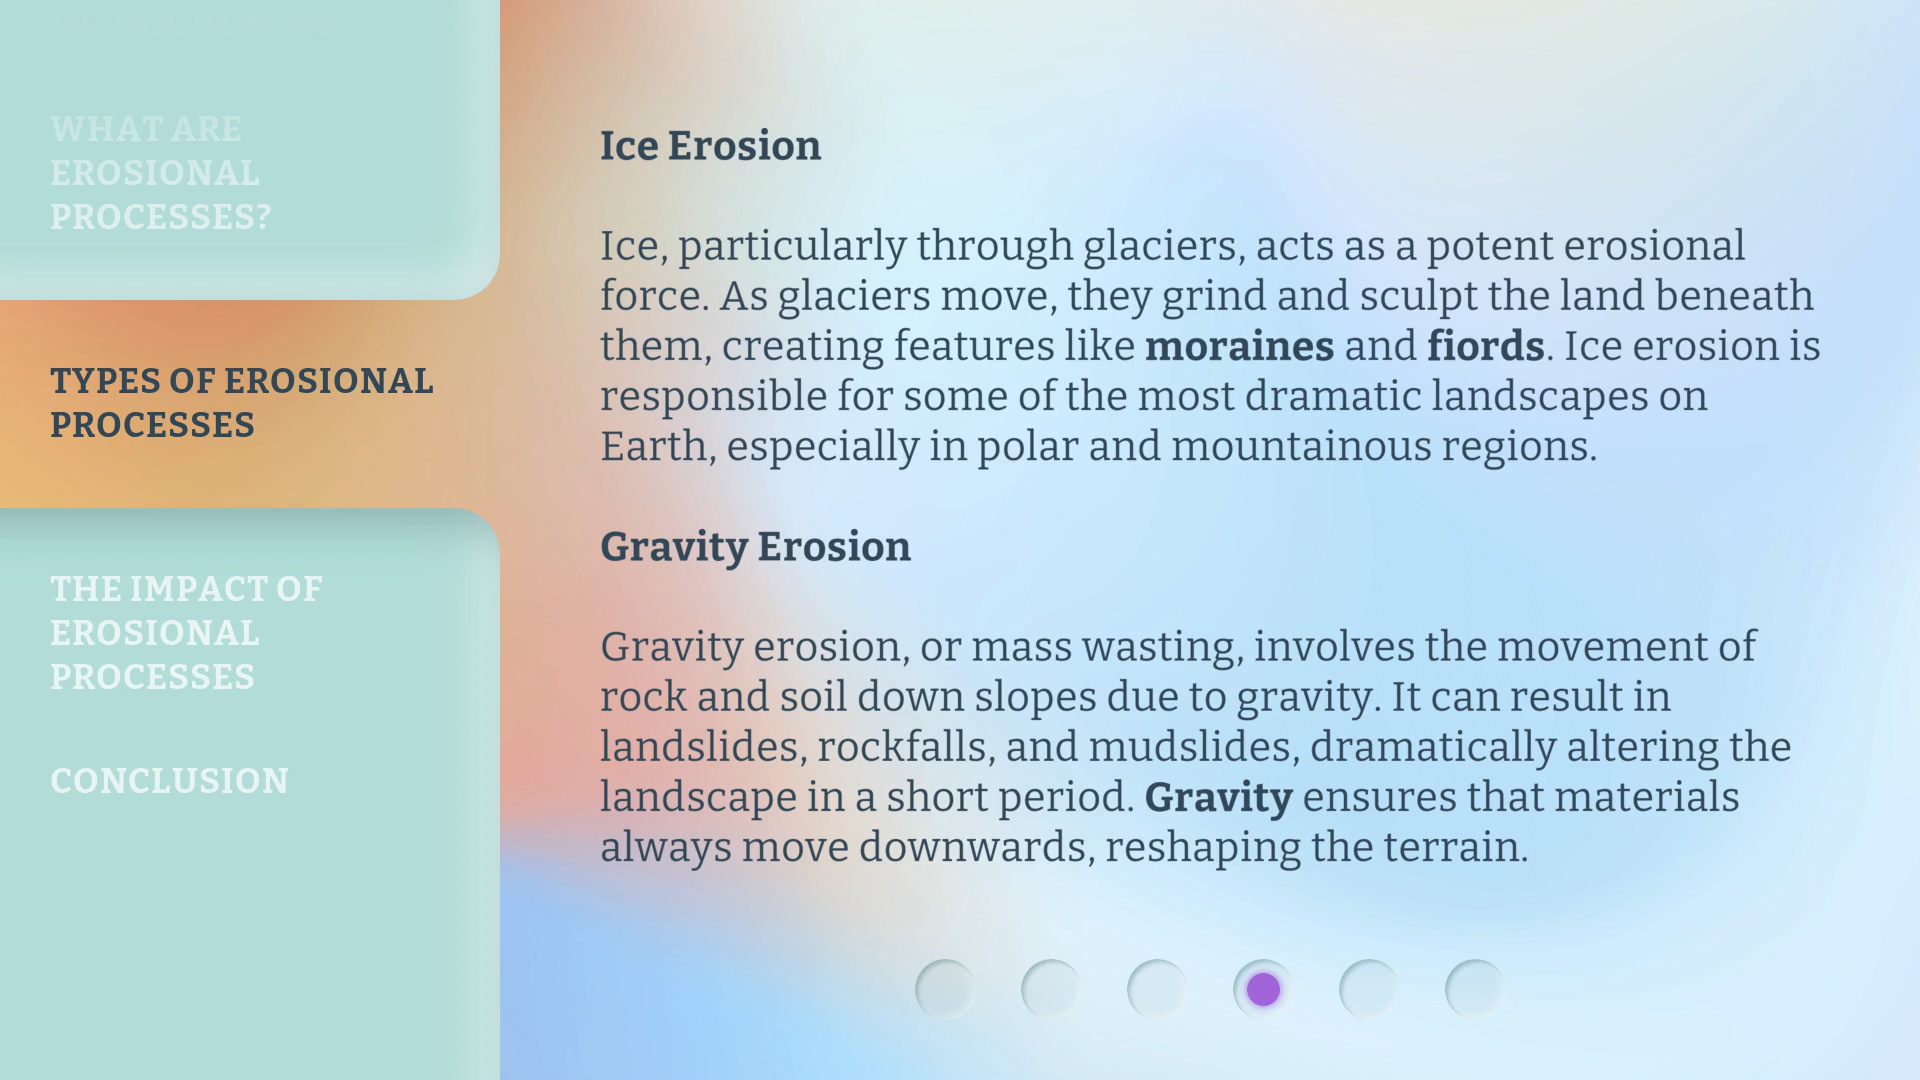 INTRODUCTION
WHAT ARE
EROSIONAL
PROCESSES?
TYPES OF EROSIONAL
PROCESSES
THE IMPACT OF
EROSIONAL
PROCESSES
CONCLUSION
Ice Erosion
Ice, particularly through glaciers, acts as a potent erosional
force. As glaciers move, they grind and sculpt the land beneath
them, creating features like moraines and fiords. Ice erosion is
responsible for some of the most dramatic landscapes on
Earth, especially in polar and mountainous regions.
Gravity Erosion
Gravity erosion, or mass wasting, involves the movement of
rock and soil down slopes due to gravity. It can result in
landslides, rockfalls, and mudslides, dramatically altering the
landscape in a short period. Gravity ensures that materials
always move downwards, reshaping the terrain.